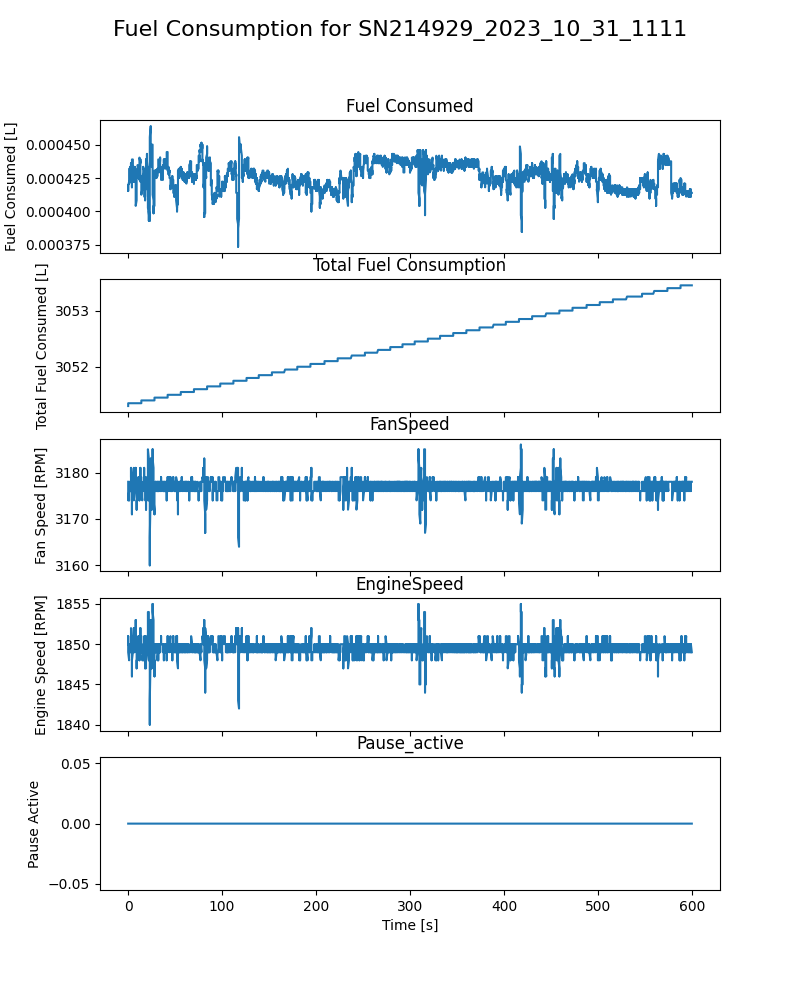 Fuel Consumption for SN214929_2023_10_31_1111
Fuel Consumed
Fuel Consumed [L]
0.000450
0.000425
0.000400
0.000375
Total Fuel Consumption
Total Fuel Consumed [L]
3053
3052
FanSpeed
Fan Speed [RPM]
3180
3170
3160
EngineSpeed
Engine Speed [RPM]
1855
1850
1845
1840
Pause_active
Pause Active
0.05
0.00
−0.05
0 100 200 300 400 500 600
Time [s]